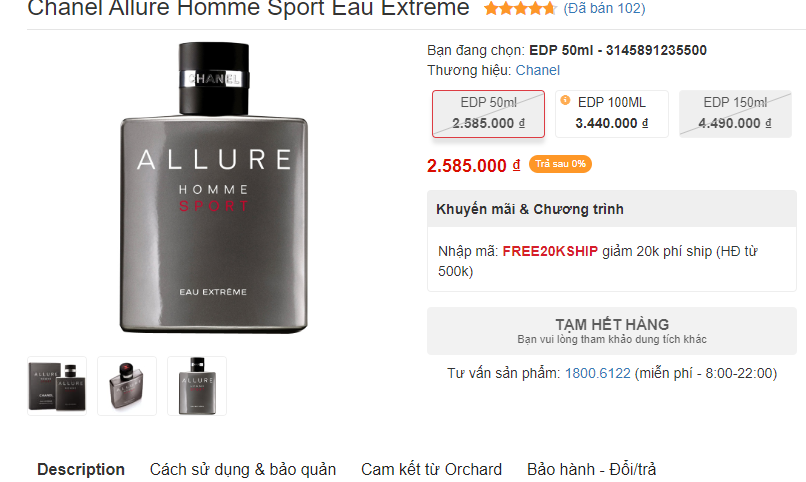 Chanel Allure Homme Sport Eau Extreme (Đã bán 102)
CHANEL
ALLURE
HOMME
SPORT
EAU EXTRÊME
Bạn đang chọn: EDP 50ml - 3145891235500
Thương hiệu: Chanel
EDP 50ml
2.585.000 ₫
EDP 100ML
3.440.000 ₫
EDP 150ml
4.490.000 ₫
2.585.000 ₫ Trả sau 0%
Khuyến mãi & Chương trình
Nhập mã: FREE20KSHIP giảm 20k phí ship (HĐ từ
500k)
TẠM HẾT HÀNG
Bạn vui lòng tham khảo dung tích khác
Tư vấn sản phẩm: 1800.6122 (miễn phí - 8:00-22:00)
ALLURE
ALLURE
CHANEL
ALLURE
Description Cách sử dụng & bảo quản Cam kết từ Orchard Bảo hành - Đổi/trả